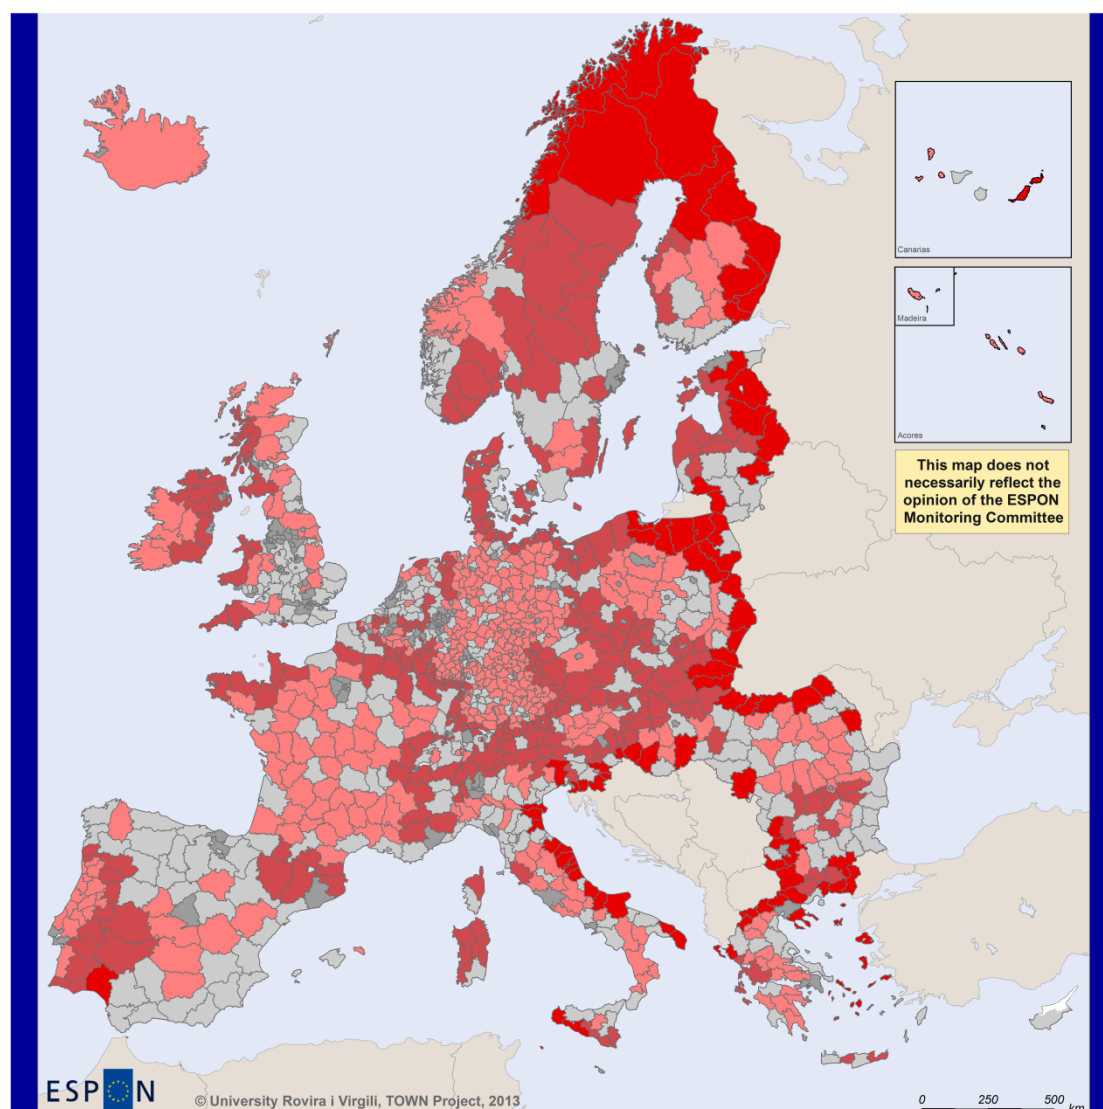 Canarias
Madeira
Acores
This map does not
necessarily reflect the
opinion of the ESPON
Monitoring Committee
ESPON
© University Rovira i Virgili, TOWN Project, 2013
0 250 500
km